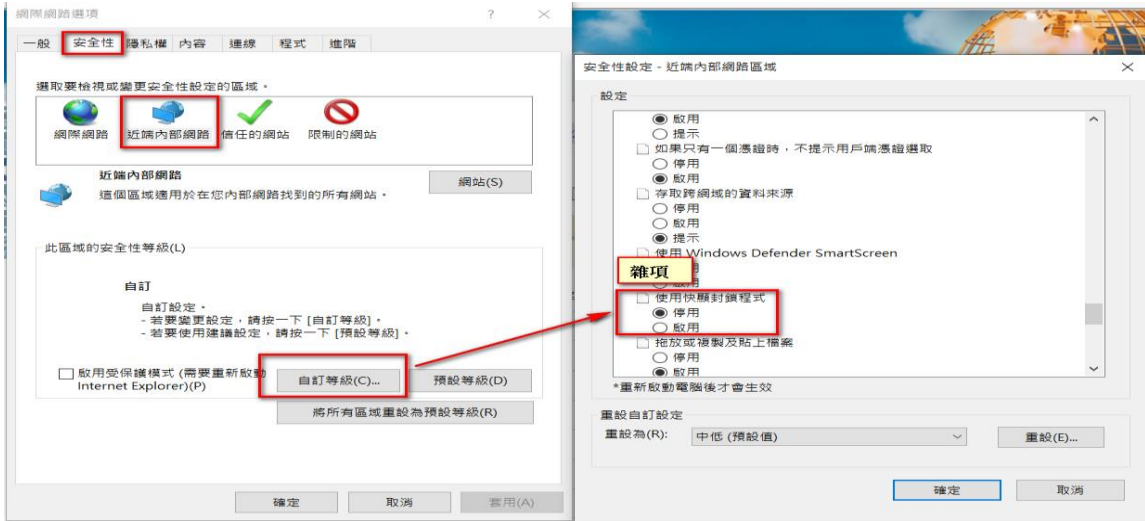 網際網路選項
?
一般 安全性 隱私權 內容 連線 程式 進階
選取要檢視或變更安全性設定的區域。
網際網路 近端內部網路 信任的網站 限制的網站
近端內部網路
這個區域適用於在您內部網路找到的所有網站。
網站(S)
此區域的安全性等級(L)
自訂
自訂設定。
- 若要變更設定，請按一下 [自訂等級]。
- 若要使用建議設定，請按一下 [預設等級]。
啟用受保護模式 (需要重新啟動
Internet Explorer)(P)
自訂等級(C)... 預設等級(D)
將所有區域重設為預設等級(R)
確定 取消 套用(A)
安全性設定 - 近端內部網路區域
設定
啟用
提示
如果只有一個憑證時，不提示用戶端憑證選取
停用
啟用
存取跨網域的資料來源
停用
啟用
提示
使用 Windows Defender SmartScreen
雜項
啟用
使用快顯封鎖程式
停用
啟用
拖放或複製及貼上檔案
停用
啟用
*重新啟動電腦後才會生效
重設自訂設定
重設為(R): 中低 (預設值) 重設(E)...
確定 取消